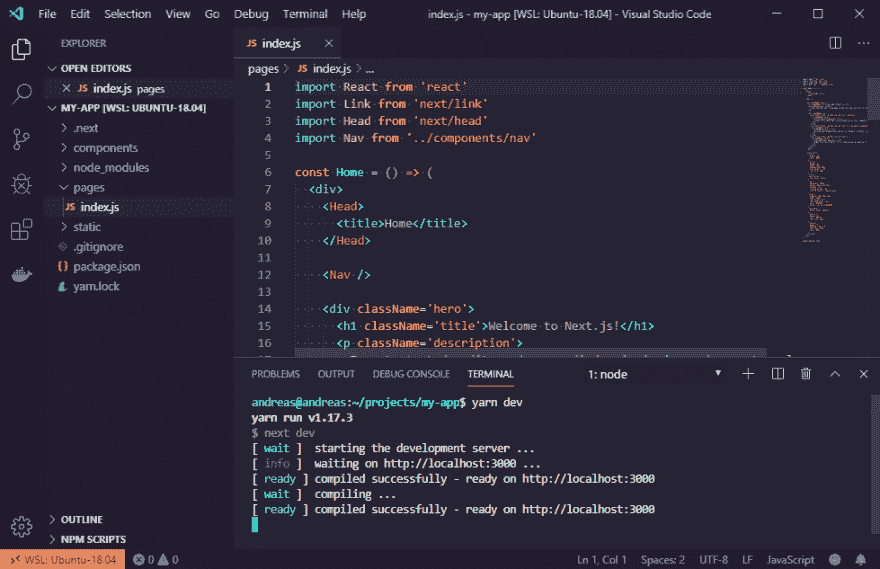 File Edit Selection View Go Debug Terminal Help index.js - my-app [WSL: Ubuntu-18.04] - Visual Studio Code
EXPLORER
OPEN EDITORS
JS index.js pages
MY-APP [WSL: UBUNTU-18.04]
.next
components
node_modules
pages
JS index.js
static
.gitignore
package.json
yarn.lock
OUTLINE
NPM SCRIPTS
JS index.js
pages > JS index.js > ...
1 import React from 'react'
2 import Link from 'next/link'
3 import Head from 'next/head'
4 import Nav from '../components/nav'
5
6 const Home = () => (
7 <div>
8 <Head>
9 <title>Home</title>
10 </Head>
11
12 <Nav />
13
14 <div className='hero'>
15 <h1 className='title'>Welcome to Next.js!</h1>
16 <p className='description'>
PROBLEMS OUTPUT DEBUG CONSOLE TERMINAL 1: node
andreas@andreas:~/projects/my-app$ yarn dev
yarn run v1.17.3
$ next dev
[ wait ] starting the development server ...
[ info ] waiting on http://localhost:3000 ...
[ ready ] compiled successfully - ready on http://localhost:3000
[ wait ] compiling ...
[ ready ] compiled successfully - ready on http://localhost:3000
WSL: Ubuntu-18.04 0 0 Ln 1, Col 1 Spaces: 2 UTF-8 LF JavaScript